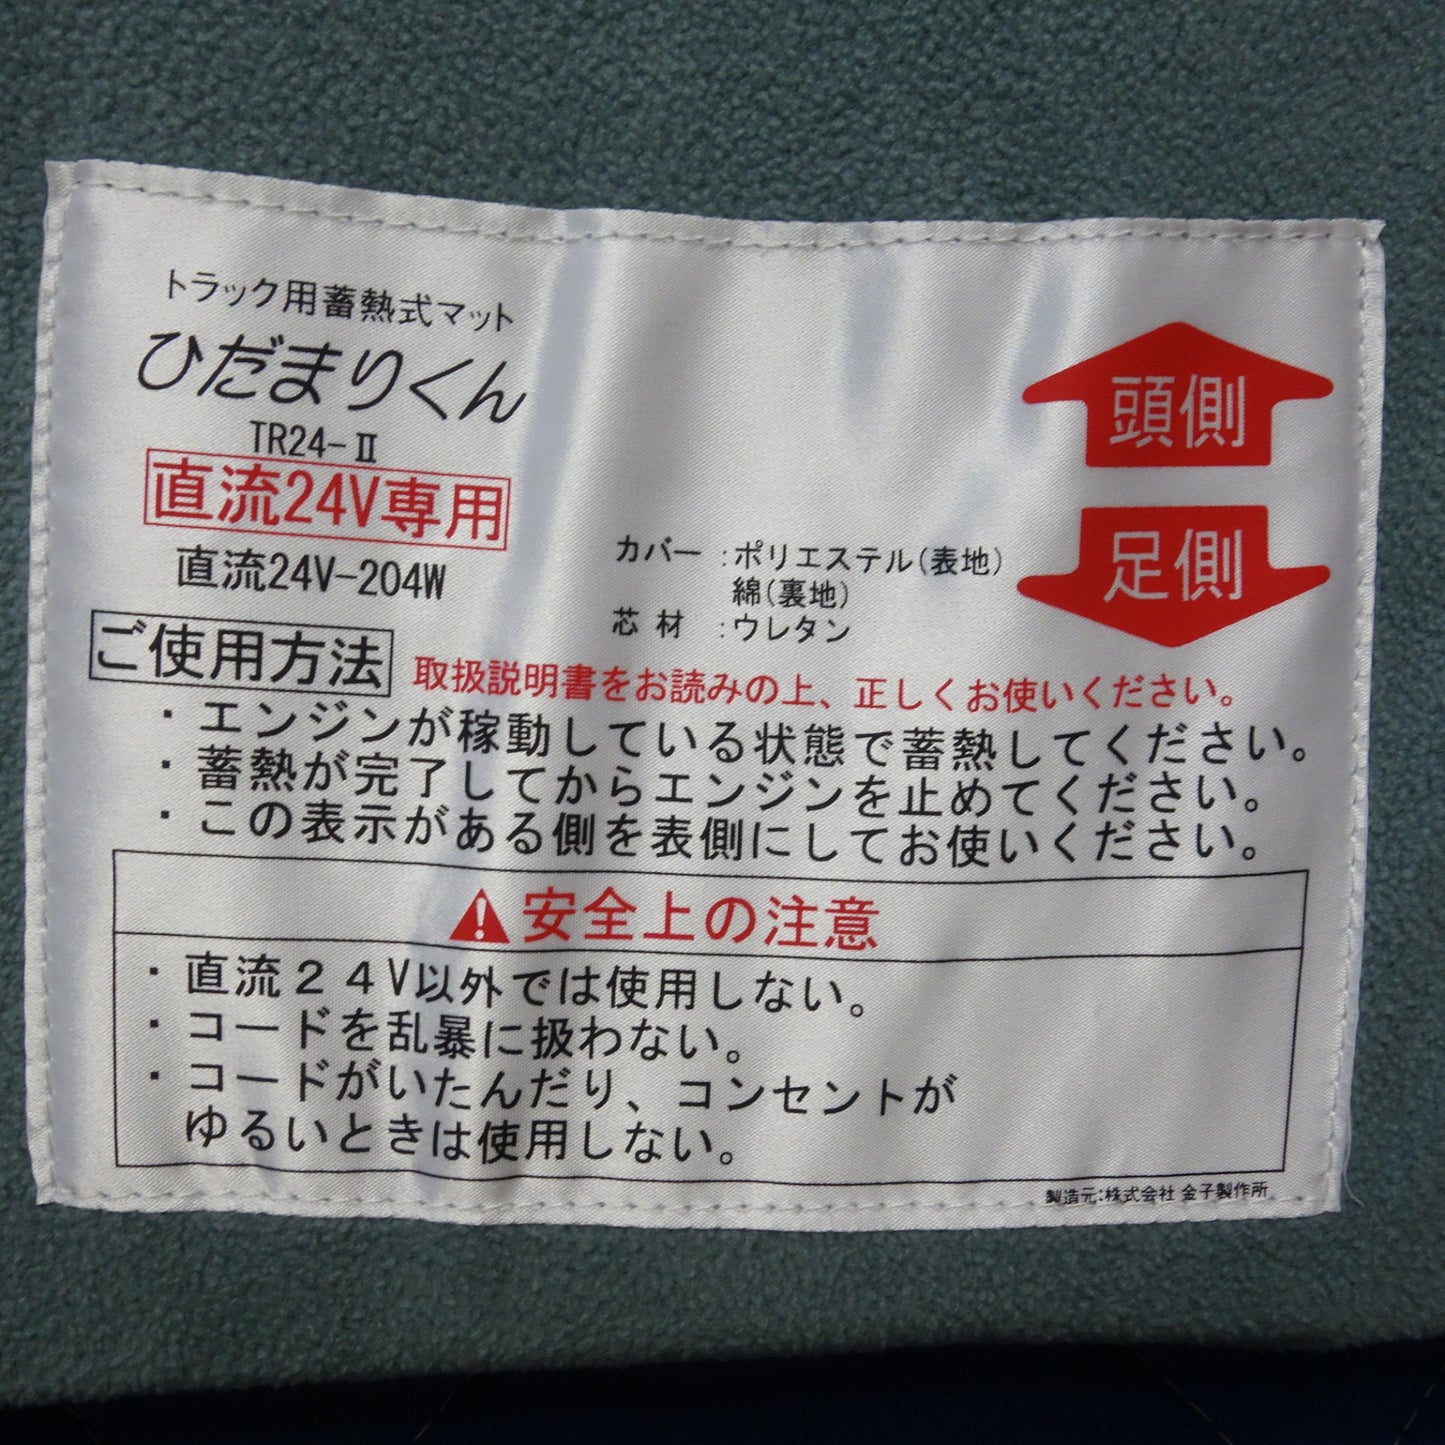 トラック用蓄熱式マット
ひだまりくん
TR24-Ⅱ
直流24V専用
直流24V-204W
頭側
足側
カバー:ポリエステル(表地)
綿(裏地)
芯材:ウレタン
ご使用方法 取扱説明書をお読みの上、正しくお使いください。
・エンジンが稼動している状態で蓄熱してください。
・蓄熱が完了してからエンジンを止めてください。
・この表示がある側を表側にしてお使いください。
安全上の注意
・直流24V以外では使用しない。
・コードを乱暴に扱わない。
・コードがいたんだり、コンセントが
ゆるいときは使用しない。
製造元:株式会社 金子製作所